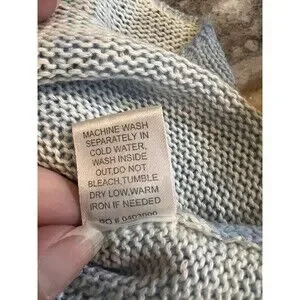 MACHINE WASH
SEPARATELY IN
COLD WATER,
WASH INSIDE
OUT,DO NOT
BLEACH,TUMBLE
DRY LOW,WARM
IRON IF NEEDED